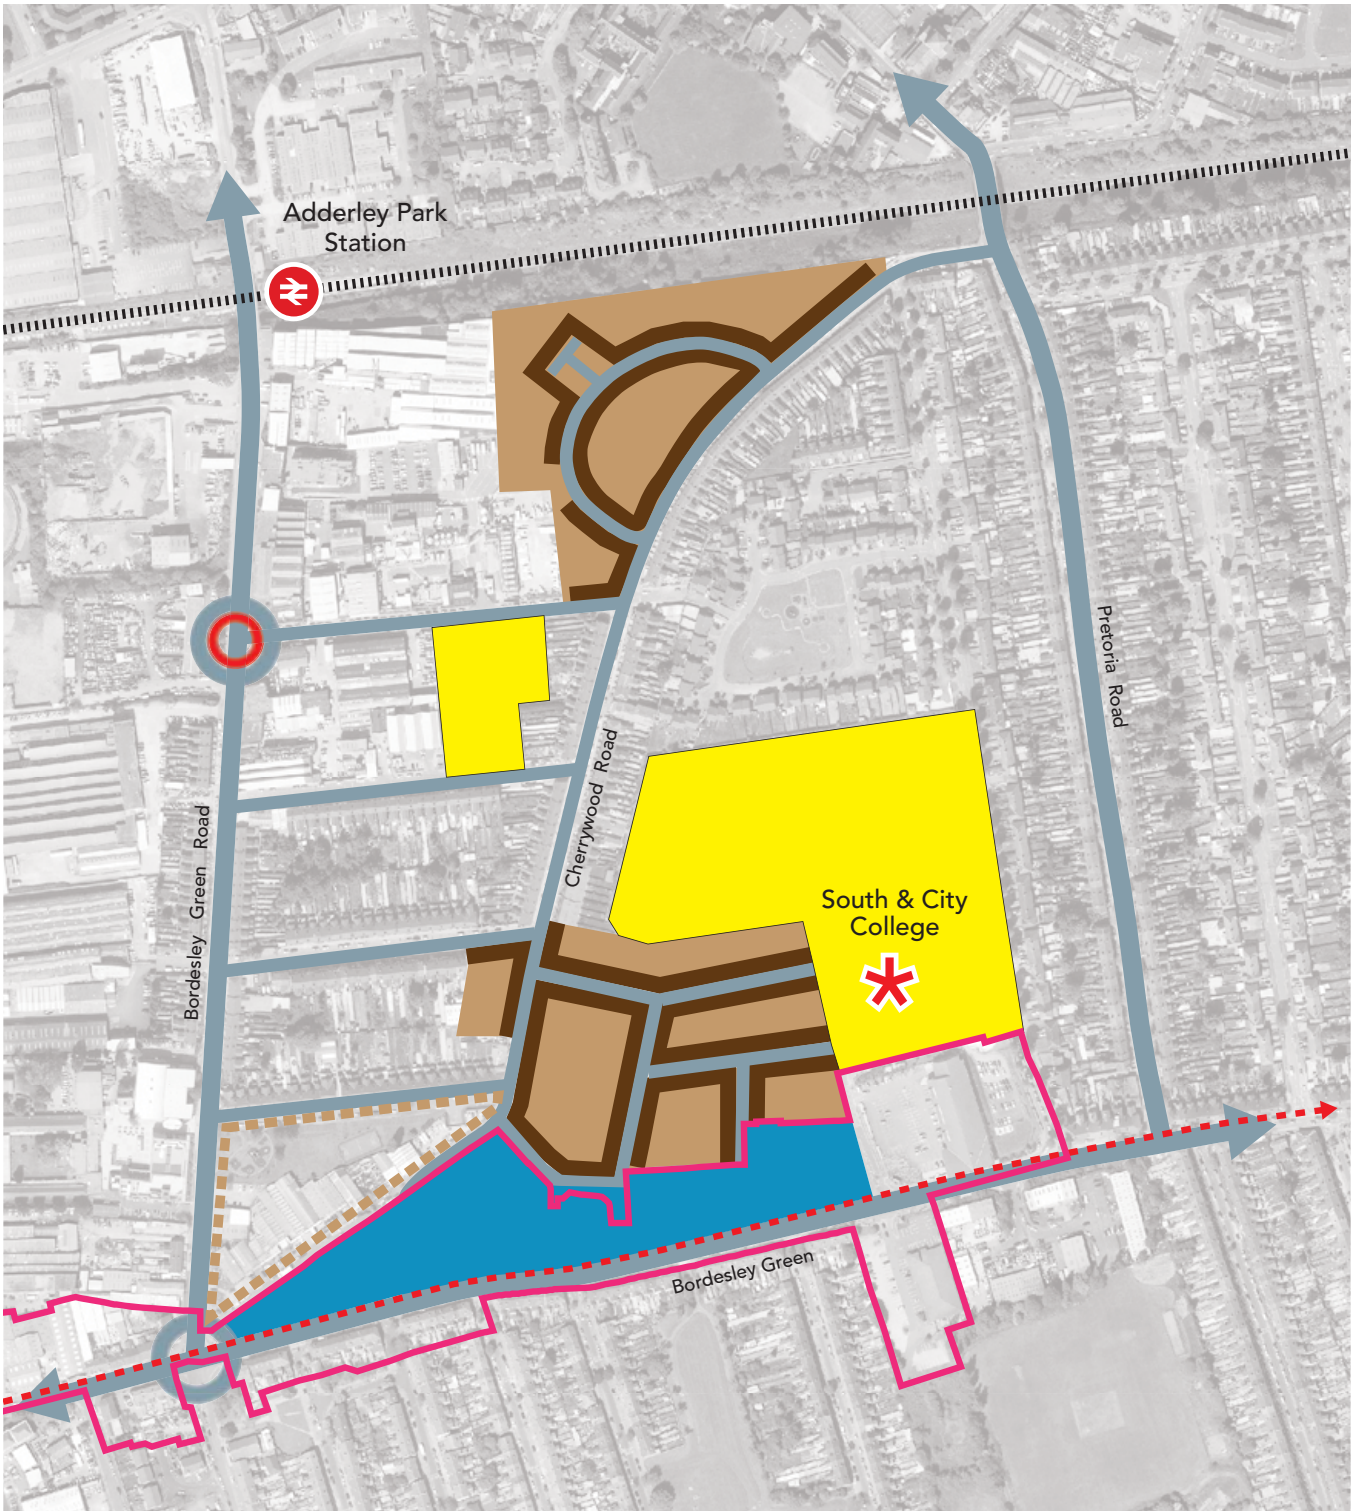 Adderley Park
Station
Pretoria Road
Cherrywood Road
Bordesley Green Road
South & City
College
Bordesley Green